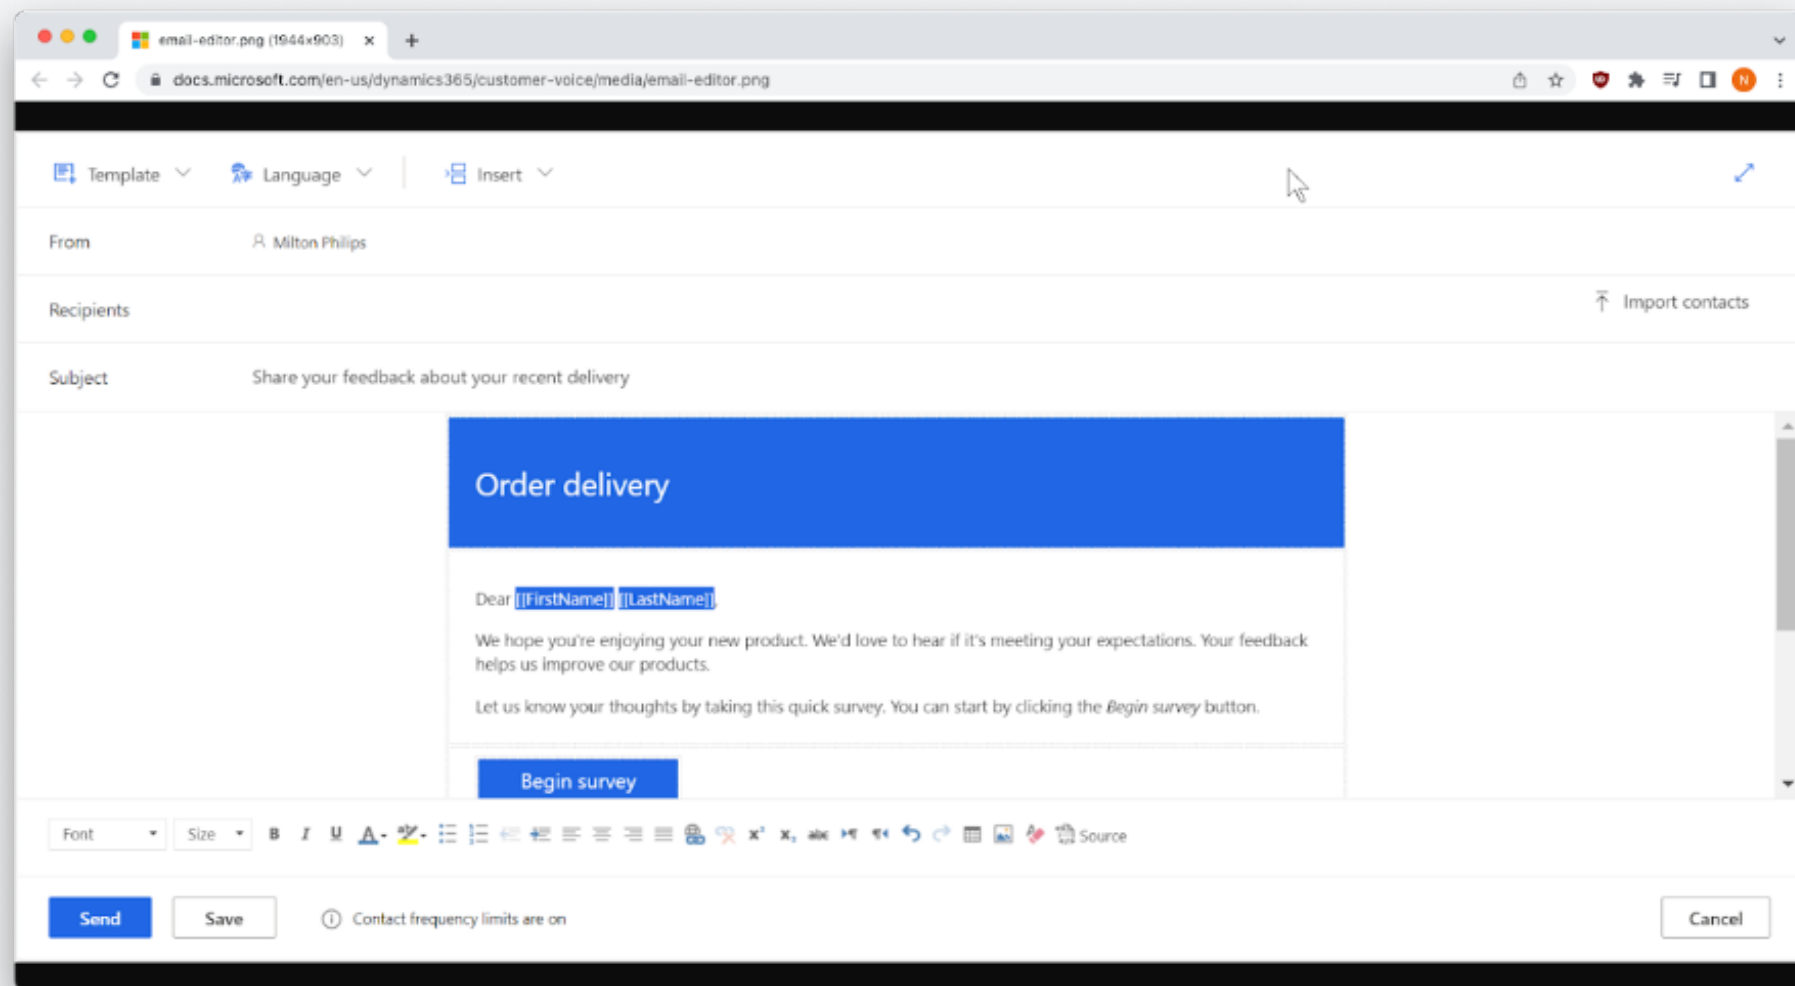 email-editor.png (1944×903)
docs.microsoft.com/en-us/dynamics365/customer-voice/media/email-editor.png
N
Template
Language
Insert
From
Milton Philips
Recipients
Import contacts
Subject
Share your feedback about your recent delivery
Order delivery
Dear [[FirstName]] [[LastName]],
We hope you're enjoying your new product. We'd love to hear if it's meeting your expectations. Your feedback
helps us improve our products.
Let us know your thoughts by taking this quick survey. You can start by clicking the Begin survey button.
Begin survey
Font Size B I U A x² x₂ abc Source
Send
Save
Contact frequency limits are on
Cancel